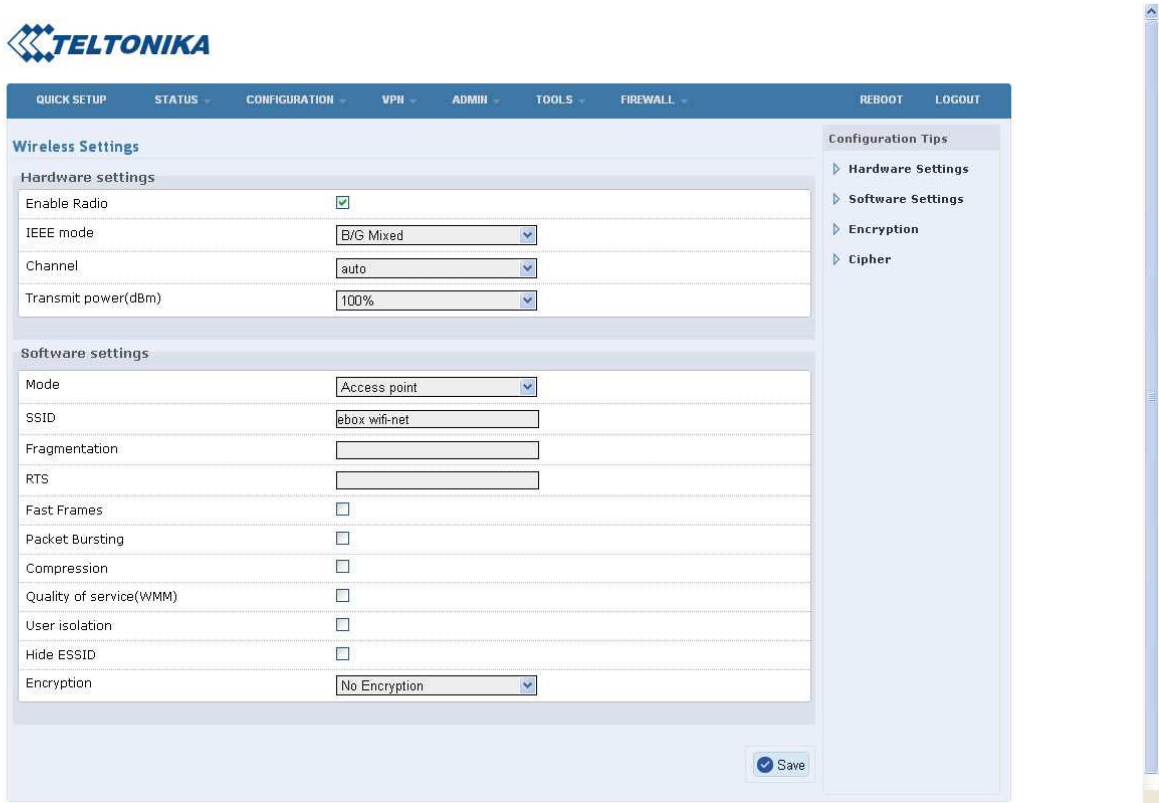 TELTONIKA
QUICK SETUP STATUS CONFIGURATION VPN ADMIN TOOLS FIREWALL REBOOT LOGOUT
Wireless Settings
Hardware settings
Enable Radio
IEEE mode B/G Mixed
Channel auto
Transmit power(dBm) 100%
Software settings
Mode Access point
SSID ebox wifi-net
Fragmentation
RTS
Fast Frames
Packet Bursting
Compression
Quality of service(WMM)
User isolation
Hide ESSID
Encryption No Encryption
Save
Configuration Tips
Hardware Settings
Software Settings
Encryption
Cipher